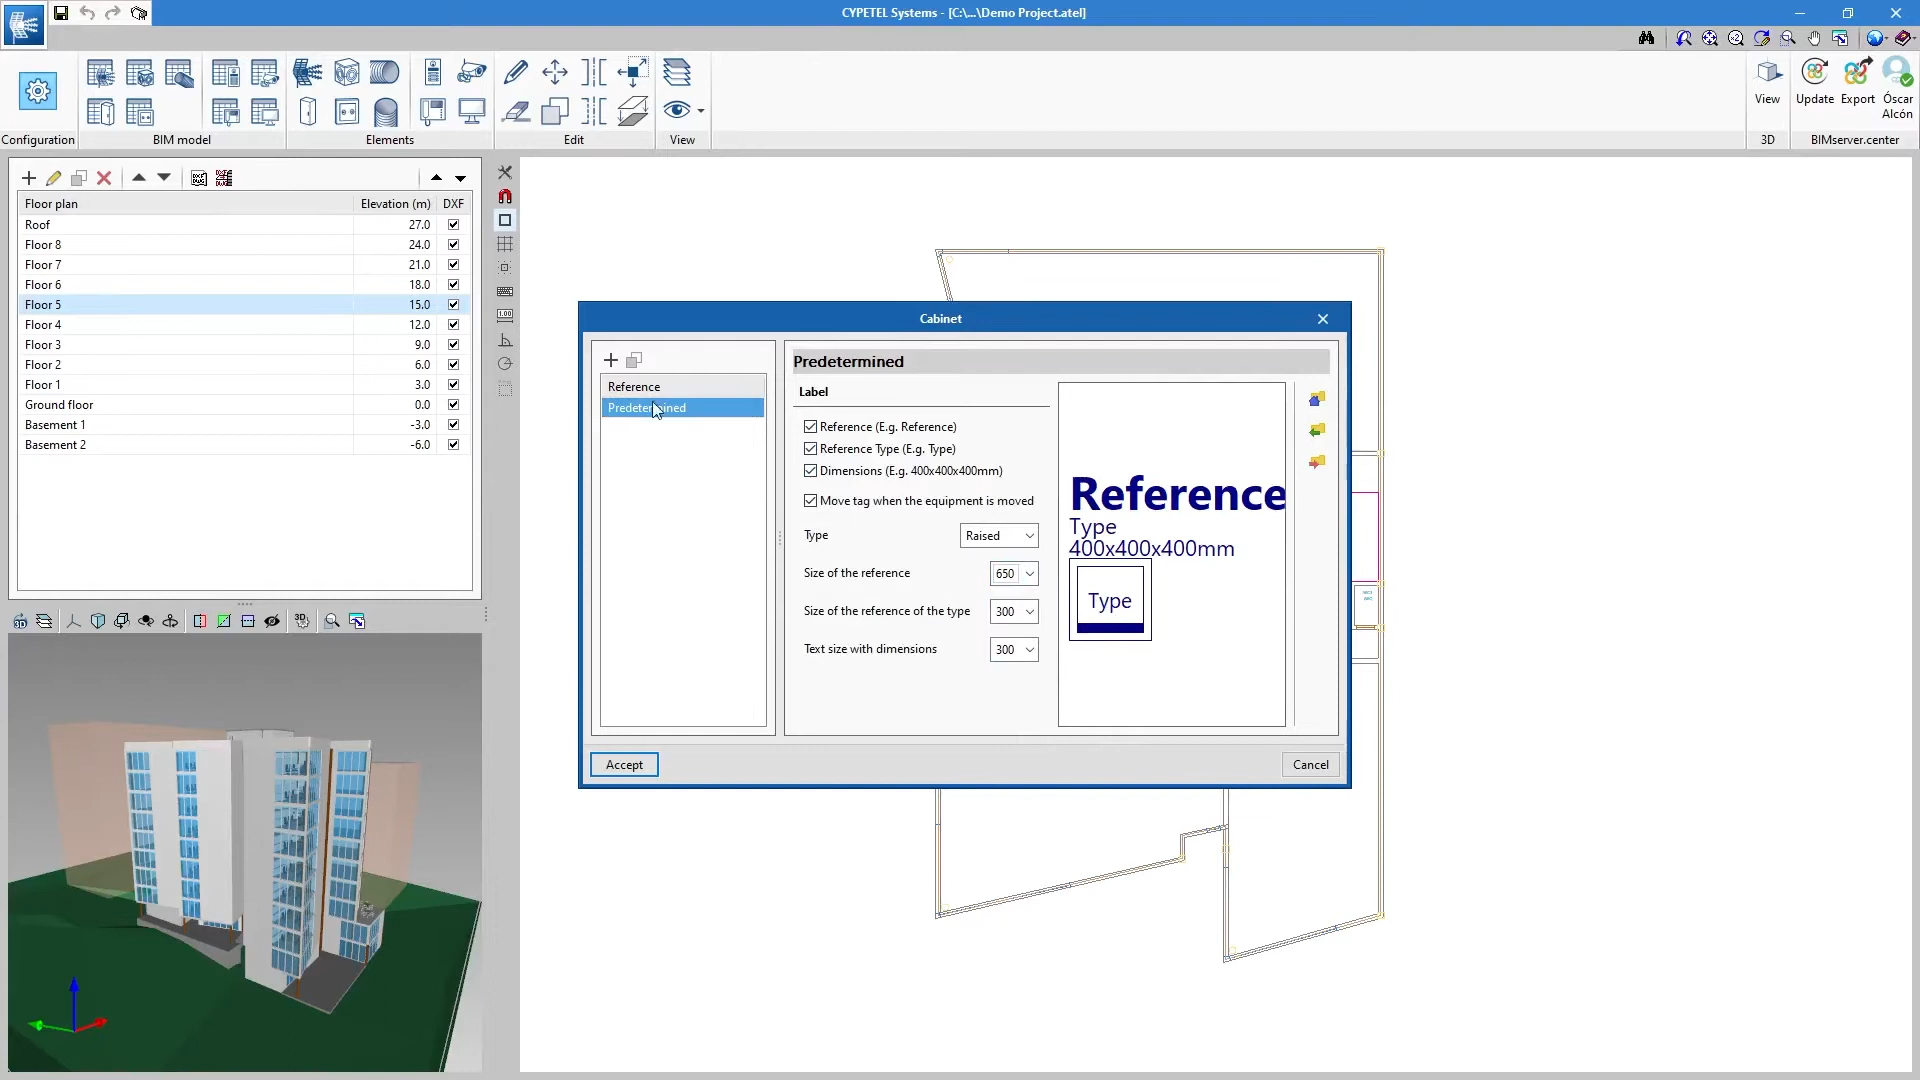 CYPETEL Systems - [C:\...\Demo Project.atel]
Configuration
BIM model
Elements
Edit
View
View
3D
Update
Export
Óscar
Alcón
BIMserver.center
Floor plan Elevation (m) DXF
Roof 27.0
Floor 8 24.0
Floor 7 21.0
Floor 6 18.0
Floor 5 15.0
Floor 4 12.0
Floor 3 9.0
Floor 2 6.0
Floor 1 3.0
Ground floor 0.0
Basement 1 -3.0
Basement 2 -6.0
Cabinet
Reference
Predetermined
Predetermined
Label
Reference (E.g. Reference)
Reference Type (E.g. Type)
Dimensions (E.g. 400x400x400mm)
Move tag when the equipment is moved
Type Raised
Size of the reference 650
Size of the reference of the type 300
Text size with dimensions 300
Reference
Type
400x400x400mm
Type
Accept
Cancel